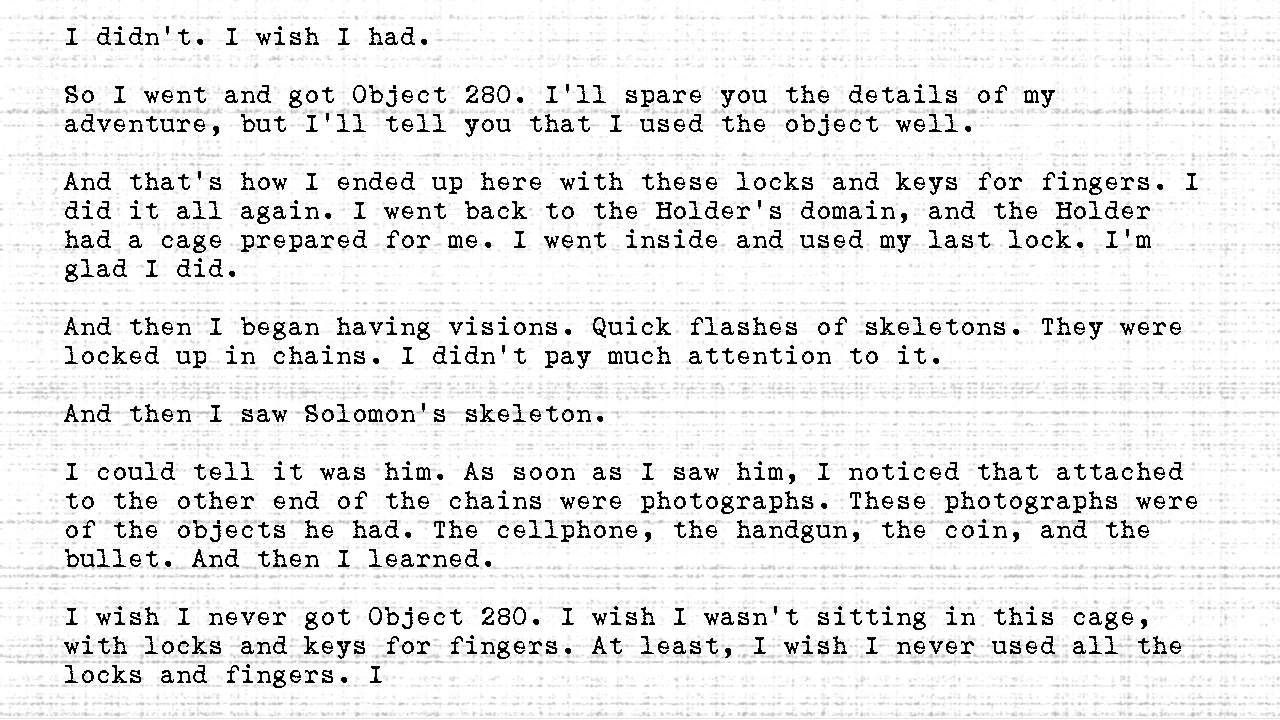 I didn't. I wish I had.
So I went and got Object 280. I'll spare you the details of my
adventure, but I'll tell you that I used the object well.
And that's how I ended up here with these locks and keys for fingers. I
did it all again. I went back to the Holder's domain, and the Holder
had a cage prepared for me. I went inside and used my last lock. I'm
glad I did.
And then I began having visions. Quick flashes of skeletons. They were
locked up in chains. I didn't pay much attention to it.
And then I saw Solomon's skeleton.
I could tell it was him. As soon as I saw him, I noticed that attached
to the other end of the chains were photographs. These photographs were
of the objects he had. The cellphone, the handgun, the coin, and the
bullet. And then I learned.
I wish I never got Object 280. I wish I wasn't sitting in this cage,
with locks and keys for fingers. At least, I wish I never used all the
locks and fingers. I